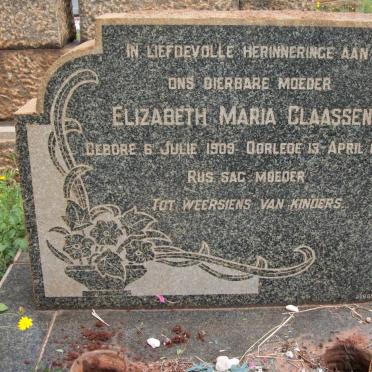 IN LIEFDEVOLLE HERINNERINGE AAN
ONS DIERBARE MOEDER
ELIZABETH MARIA CLAASSEN
GEBORE 6 JULIE 1909 OORLEDE 13 APRIL
RUS SAG MOEDER
TOT WEERSIENS VAN KINDERS.